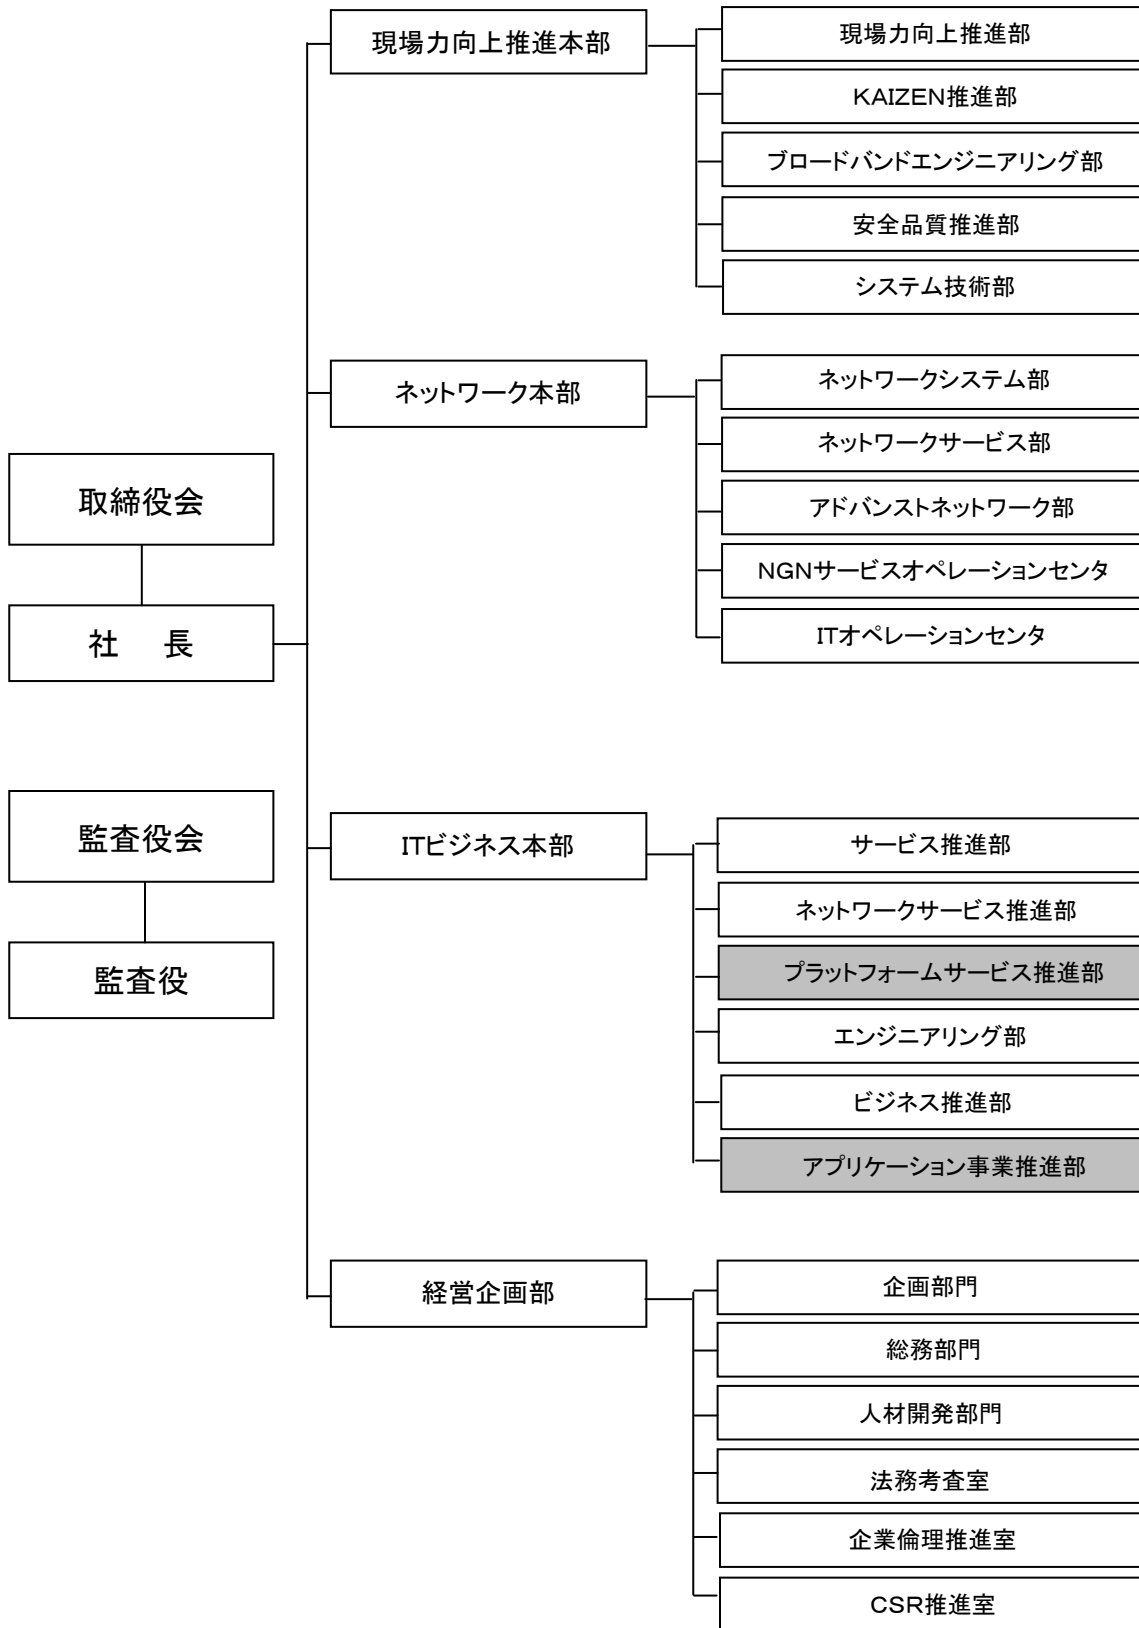 取締役会
社　長
監査役会
監査役
現場力向上推進本部
現場力向上推進部
KAIZEN推進部
ブロードバンドエンジニアリング部
安全品質推進部
システム技術部
ネットワーク本部
ネットワークシステム部
ネットワークサービス部
アドバンストネットワーク部
NGNサービスオペレーションセンタ
ITオペレーションセンタ
ITビジネス本部
サービス推進部
ネットワークサービス推進部
プラットフォームサービス推進部
エンジニアリング部
ビジネス推進部
アプリケーション事業推進部
経営企画部
企画部門
総務部門
人材開発部門
法務考査室
企業倫理推進室
CSR推進室